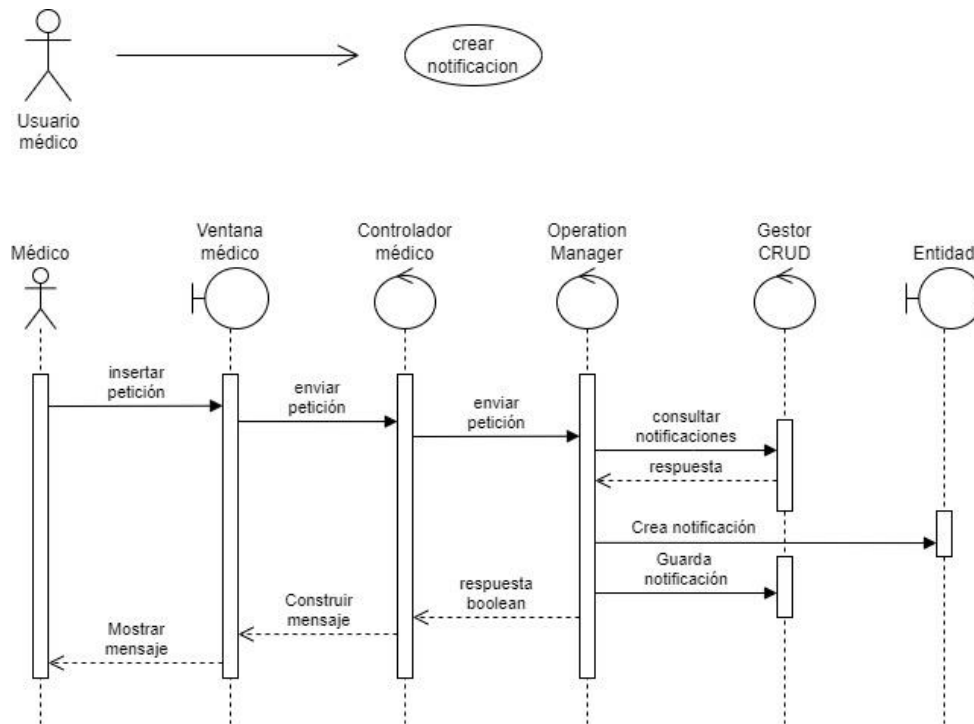 crear
notificacion
Usuario
médico
Médico
Ventana
médico
Controlador
médico
Operation
Manager
Gestor
CRUD
Entidad
insertar
petición
enviar
petición
enviar
petición
consultar
notificaciones
respuesta
Crea notificación
Guarda
notificación
respuesta
boolean
Construir
mensaje
Mostrar
mensaje